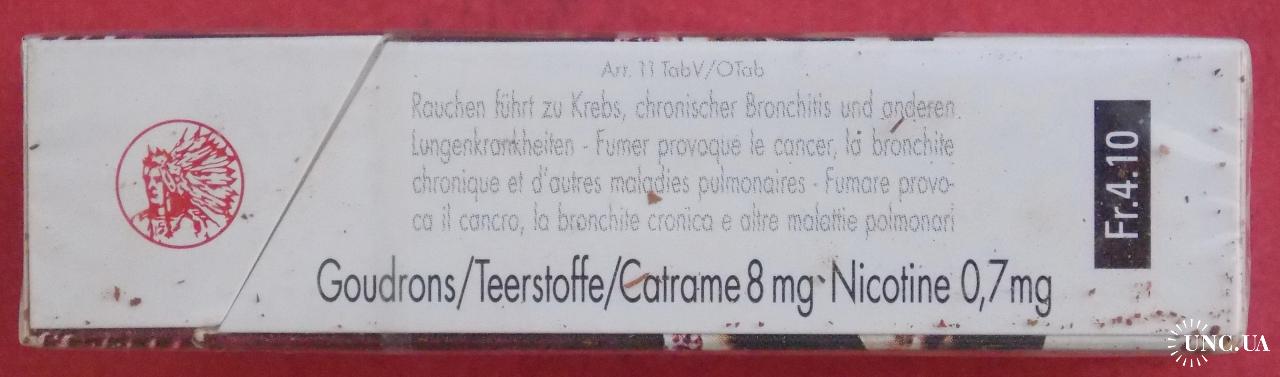 Art. 11 TabV/OTab
Rauchen führt zu Krebs, chronischer Bronchitis und anderen
Lungenkrankheiten - Fumer provoque le cancer, la bronchite
chronique et d'autres maladies pulmonaires - Fumare provo-
ca il cancro, la bronchite cronica e altre malattie polmonari
Goudrons/Teerstoffe/Catrame 8 mg Nicotine 0,7 mg
Fr.4.10
UNC.UA